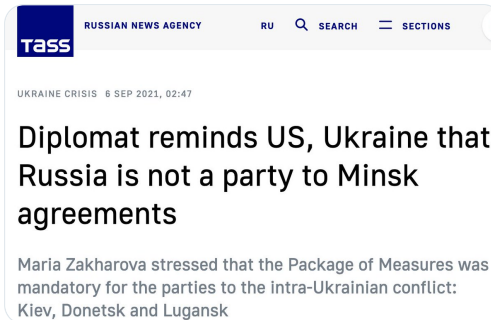 TASS
RUSSIAN NEWS AGENCY
RU
SEARCH
SECTIONS
UKRAINE CRISIS 6 SEP 2021, 02:47
Diplomat reminds US, Ukraine that
Russia is not a party to Minsk
agreements
Maria Zakharova stressed that the Package of Measures was
mandatory for the parties to the intra-Ukrainian conflict:
Kiev, Donetsk and Lugansk